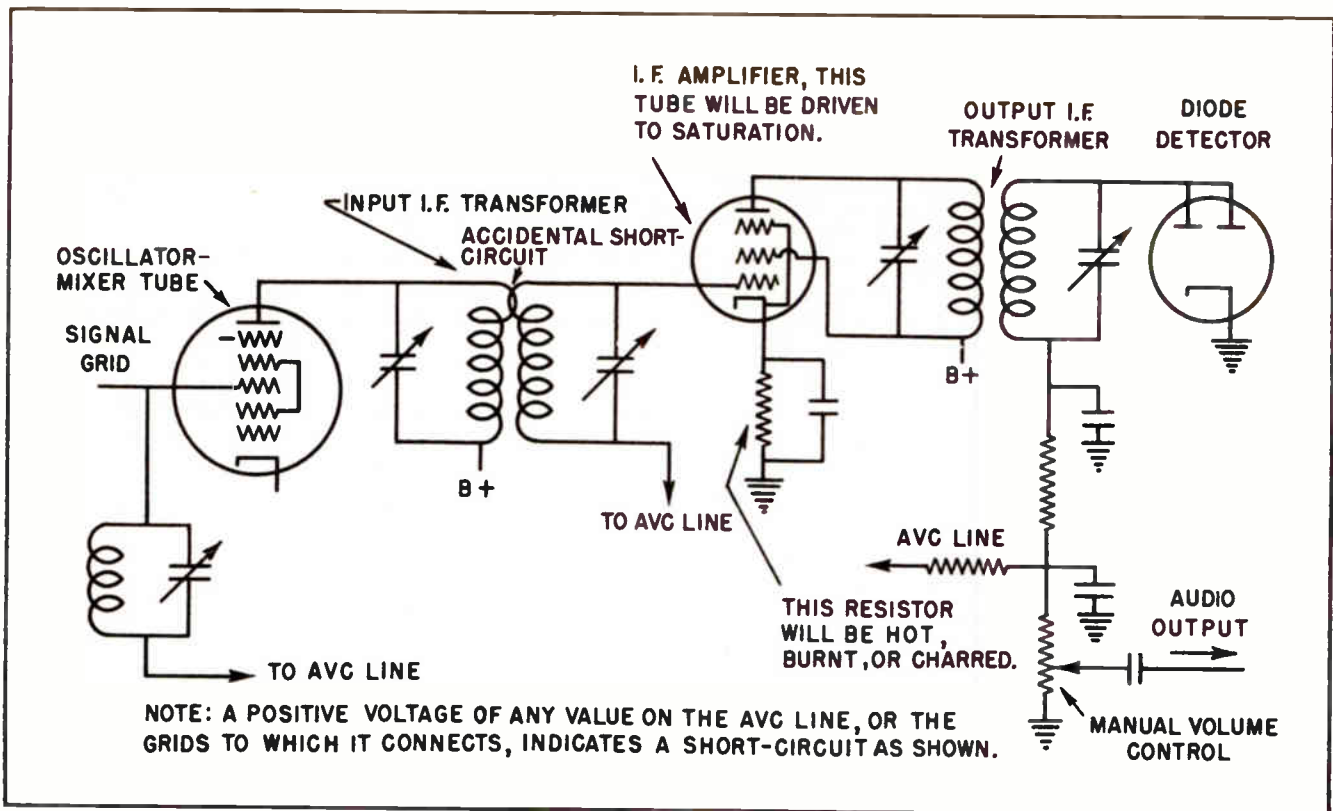 I.F. AMPLIFIER, THIS
TUBE WILL BE DRIVEN
TO SATURATION.
OUTPUT I.F.
TRANSFORMER
DIODE
DETECTOR
INPUT I.F. TRANSFORMER
ACCIDENTAL SHORT-
CIRCUIT
OSCILLATOR-
MIXER TUBE
SIGNAL
GRID
B+
B+
TO AVC LINE
AVC LINE
THIS RESISTOR
WILL BE HOT,
BURNT, OR CHARRED.
AUDIO
OUTPUT
TO AVC LINE
MANUAL VOLUME
CONTROL
NOTE: A POSITIVE VOLTAGE OF ANY VALUE ON THE AVC LINE, OR THE
GRIDS TO WHICH IT CONNECTS, INDICATES A SHORT-CIRCUIT AS SHOWN.